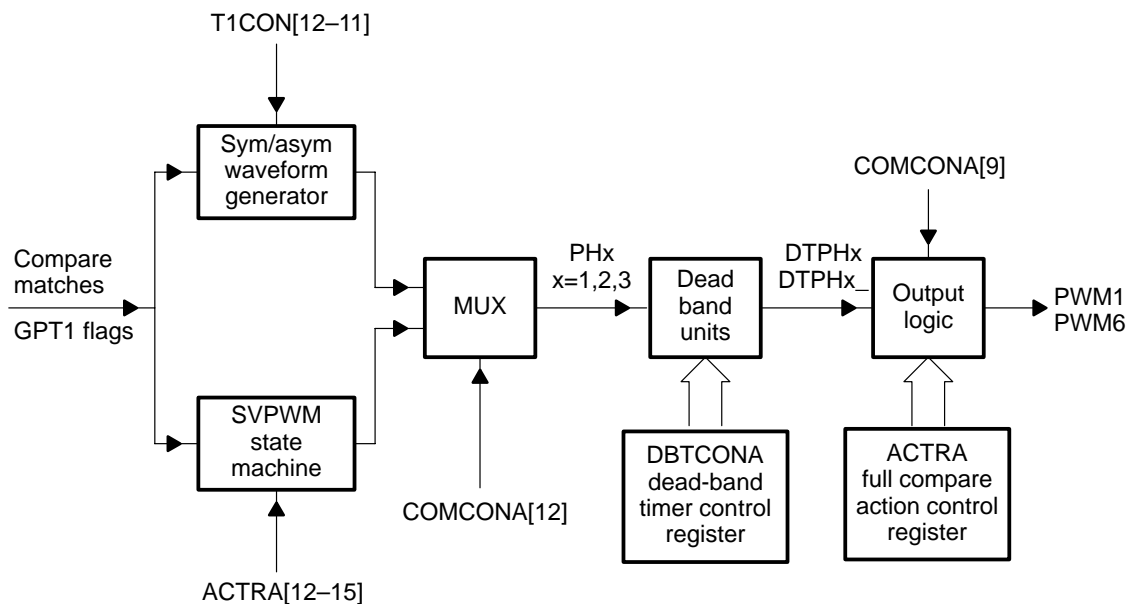 T1CON[12–11]
Sym/asym
waveform
generator
COMCONA[9]
Compare
matches
GPT1 flags
MUX
PHx
x=1,2,3
Dead
band
units
DTPHx
DTPHx_
Output
logic
PWM1
PWM6
SVPWM
state
machine
COMCONA[12]
DBTCONA
dead-band
timer control
register
ACTRA
full compare
action control
register
ACTRA[12–15]